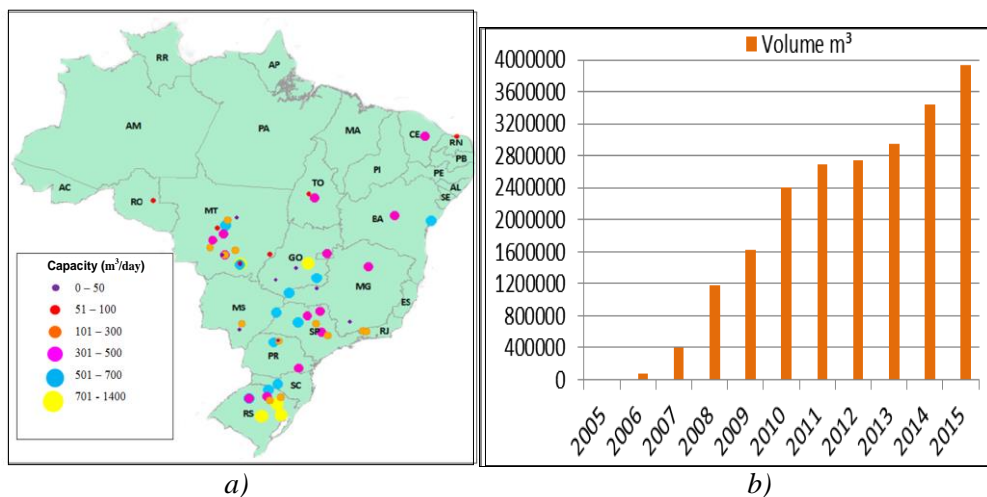 RR
AP
AM
PA
MA
CE
RN
PB
PE
AL
SE
PI
AC
RO
TO
MT
BA
GO
MG
ES
MS
SP
RJ
PR
SC
RS
Capacity (m³/day)
0 – 50
51 – 100
101 – 300
301 – 500
501 – 700
701 - 1400
a)
Volume m³
4000000
3600000
3200000
2800000
2400000
2000000
1600000
1200000
800000
400000
0
2005 2006 2007 2008 2009 2010 2011 2012 2013 2014 2015
b)